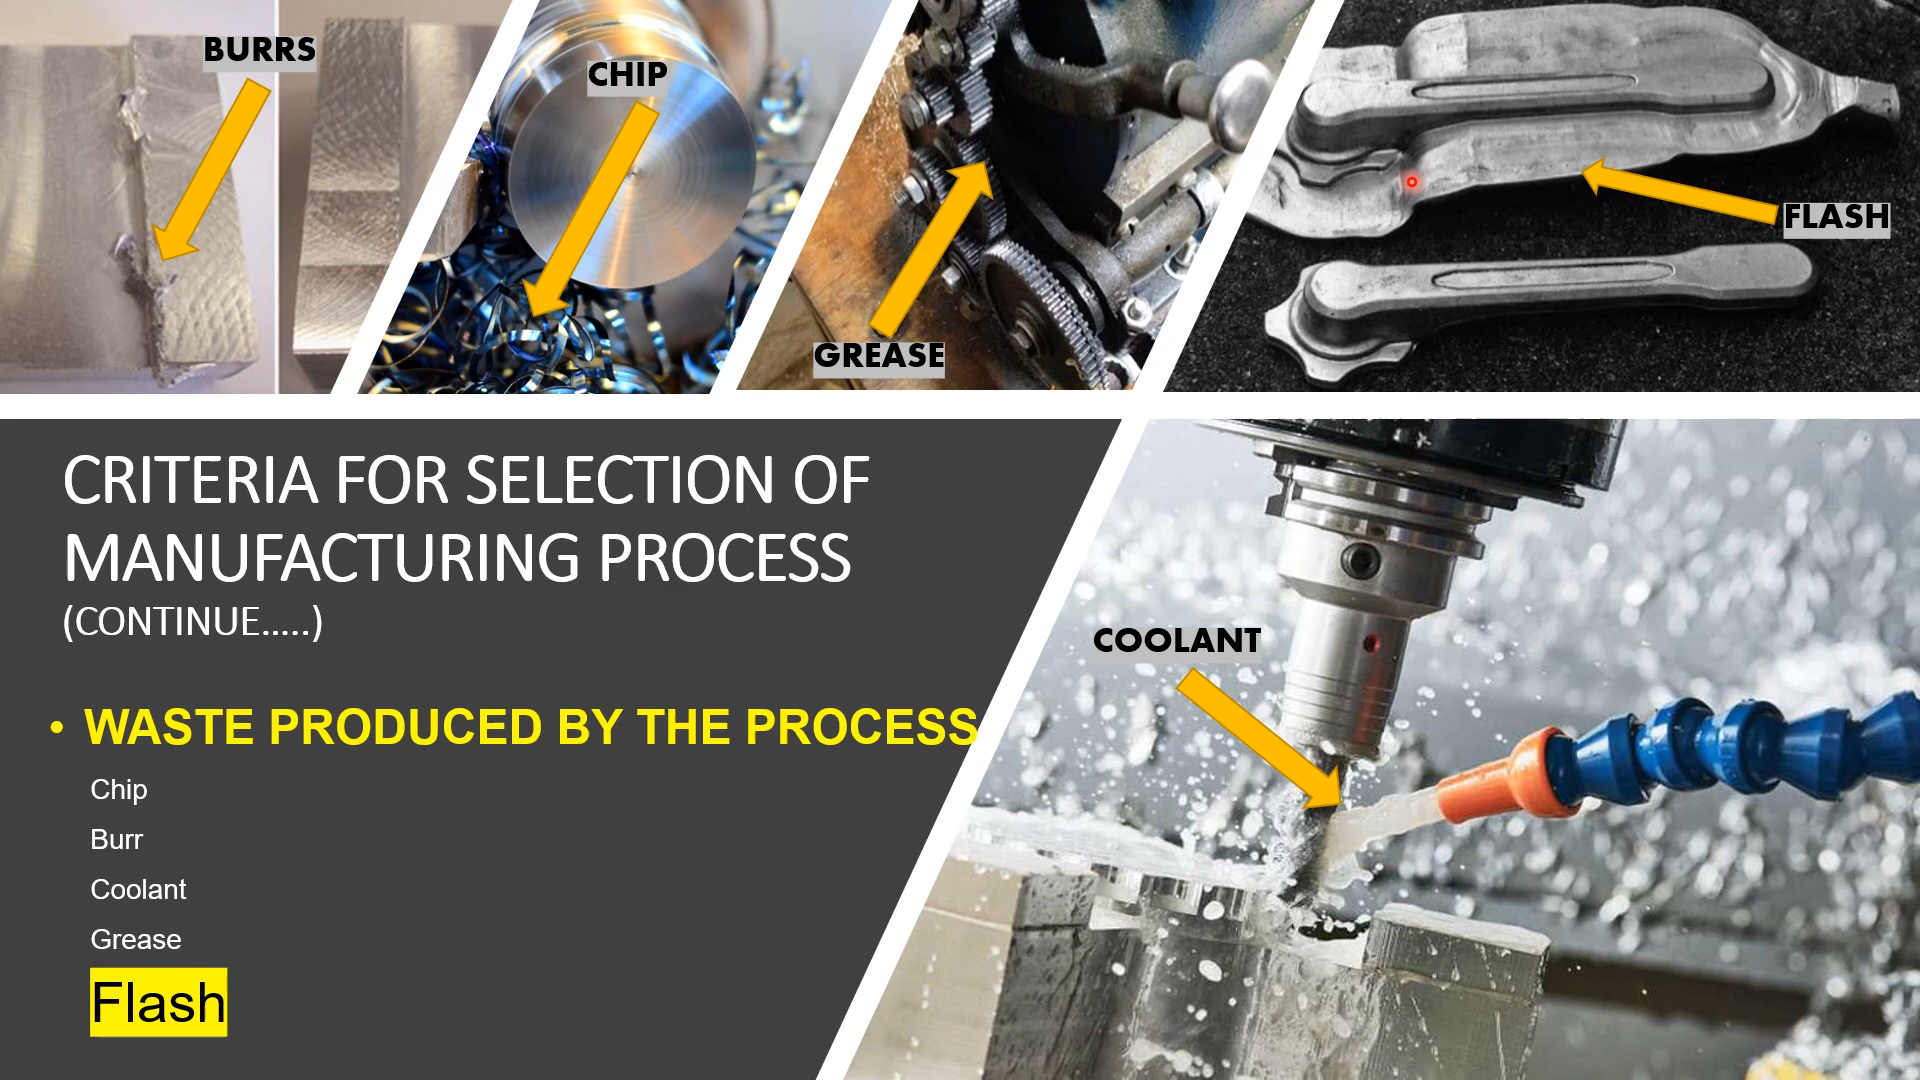 BURRS
CHIP
GREASE
FLASH
CRITERIA FOR SELECTION OF
MANUFACTURING PROCESS
(CONTINUE.....)
• WASTE PRODUCED BY THE PROCESS
Chip
Burr
Coolant
Grease
Flash
COOLANT